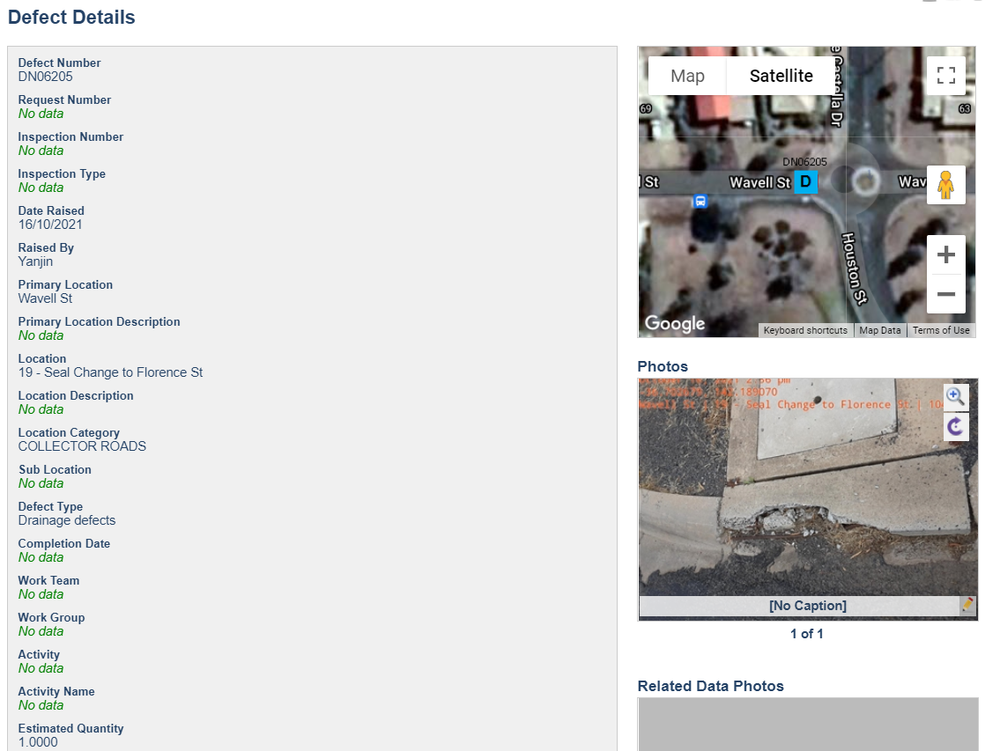 Defect Details
Defect Number
DN06205
Request Number
No data
Inspection Number
No data
Inspection Type
No data
Date Raised
16/10/2021
Raised By
Yanjin
Primary Location
Wavell St
Primary Location Description
No data
Location
19 - Seal Change to Florence St
Location Description
No data
Location Category
COLLECTOR ROADS
Sub Location
No data
Defect Type
Drainage defects
Completion Date
No data
Work Team
No data
Work Group
No data
Activity
No data
Activity Name
No data
Estimated Quantity
1.0000
Map
Satellite
Dr
69
63
DN06205
St
Wavell St
D
Wav
Houston St
Google
Keyboard shortcuts
Map Data
Terms of Use
Photos
2:56 pm
189070
Wavell St | 19 - Seal Change to Florence St | 10
[No Caption]
1 of 1
Related Data Photos